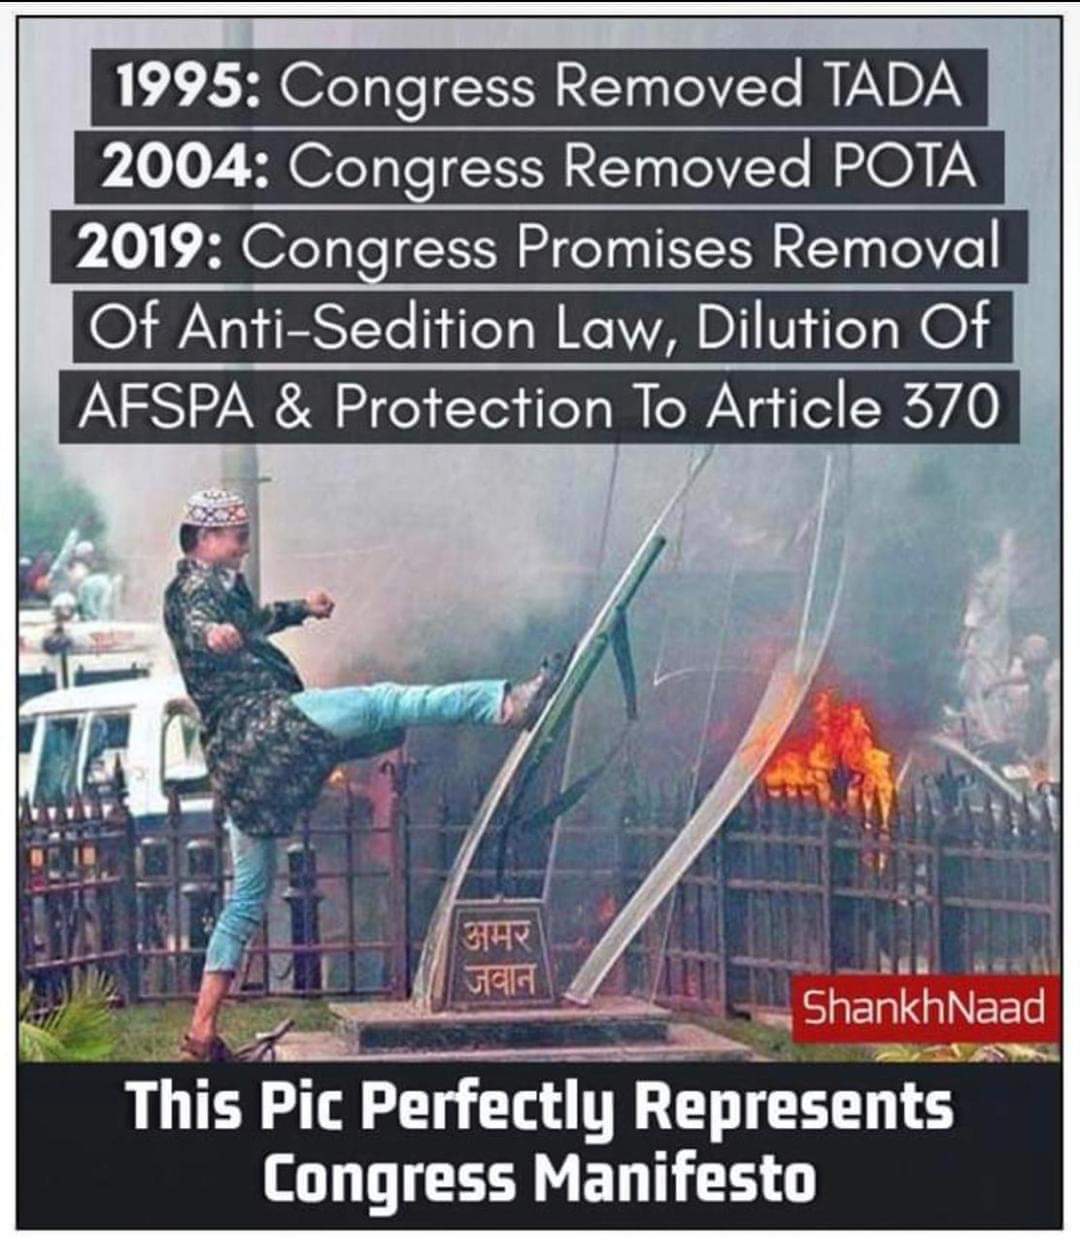 1995: Congress Removed TADA
2004: Congress Removed POTA
2019: Congress Promises Removal
Of Anti-Sedition Law, Dilution Of
AFSPA & Protection To Article 370
अमर
जवान
ShankhNaad
This Pic Perfectly Represents
Congress Manifesto